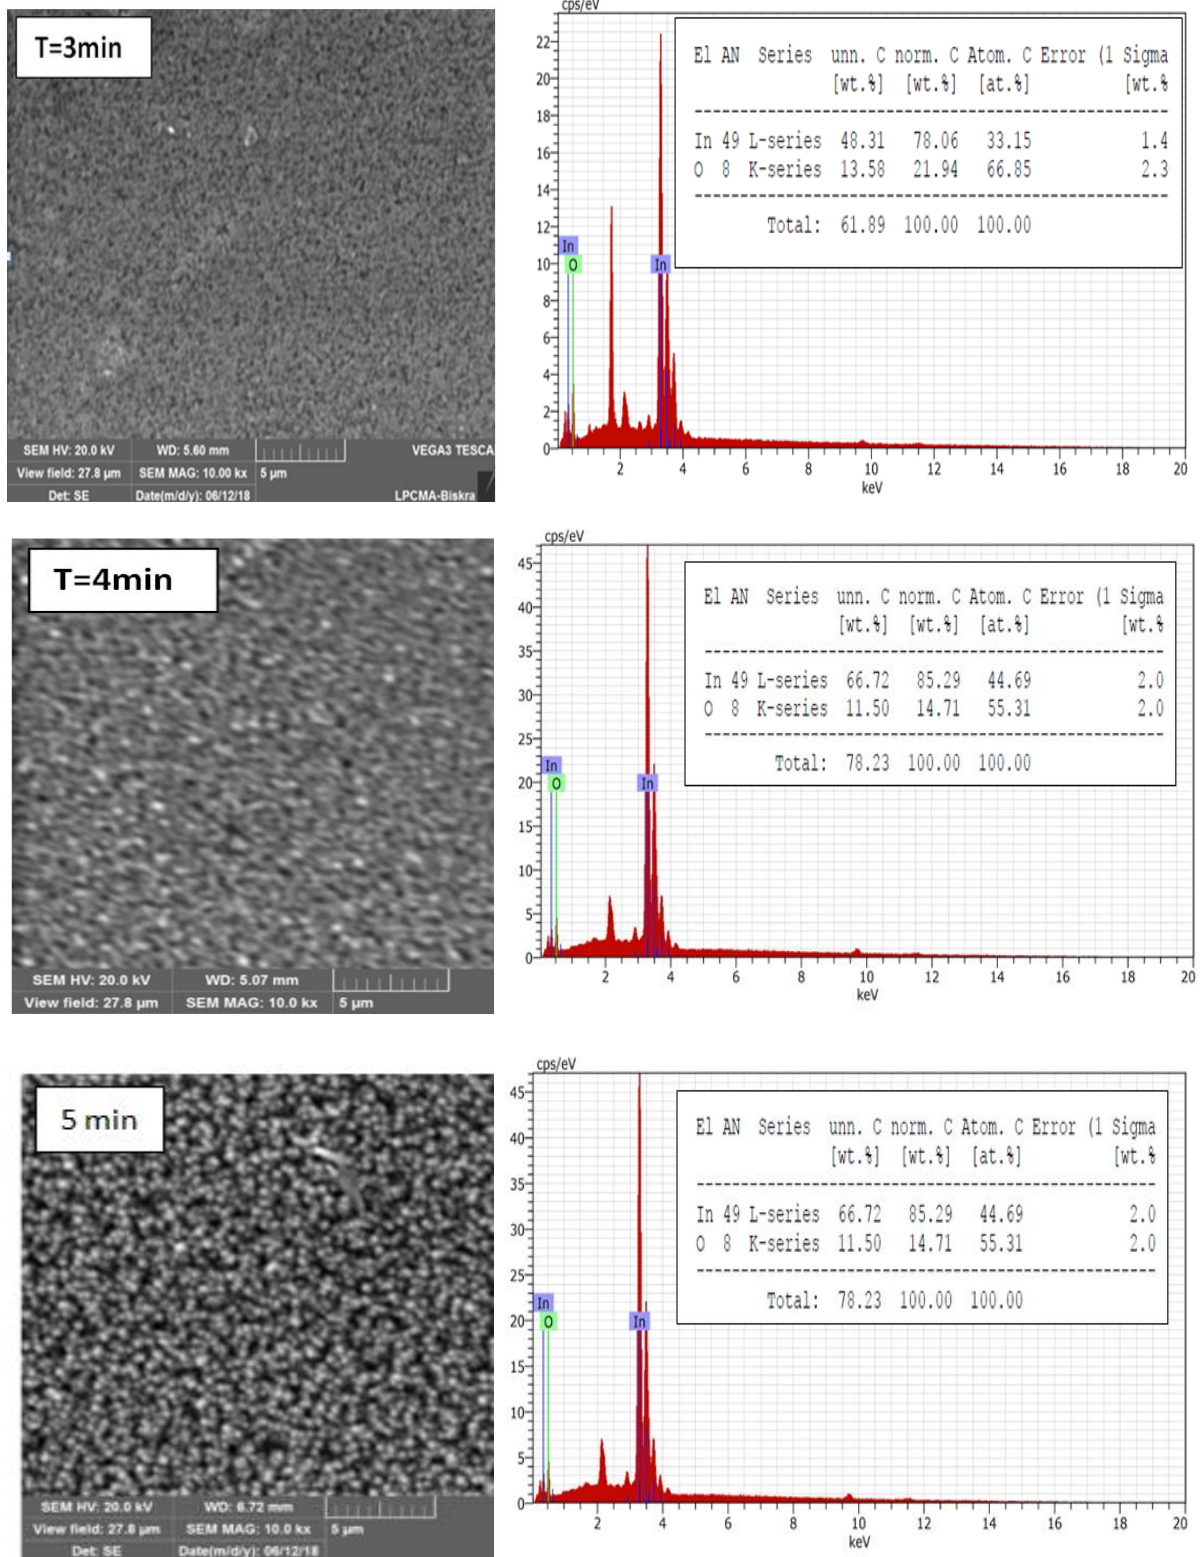 T=3min
SEM HV: 20.0 kV WD: 5.60 mm VEGA3 TESCA
View field: 27.8 µm SEM MAG: 10.00 kx 5 µm
Det: SE Date(m/d/y): 06/12/18 LPCMA-Biskra
cps/eV
22
20
18
16
14
12
10
8
6
4
2
0
In
O
In
2 4 6 8 10 12 14 16 18 20
keV
El AN Series unn. C norm. C Atom. C Error (1 Sigma
[wt.%] [wt.%] [at.%] [wt.%
In 49 L-series 48.31 78.06 33.15 1.4
O 8 K-series 13.58 21.94 66.85 2.3
Total: 61.89 100.00 100.00
T=4min
SEM HV: 20.0 kV WD: 5.07 mm
View field: 27.8 µm SEM MAG: 10.0 kx 5 µm
cps/eV
45
40
35
30
25
20
15
10
5
0
In
O
In
2 4 6 8 10 12 14 16 18 20
keV
El AN Series unn. C norm. C Atom. C Error (1 Sigma
[wt.%] [wt.%] [at.%] [wt.%
In 49 L-series 66.72 85.29 44.69 2.0
O 8 K-series 11.50 14.71 55.31 2.0
Total: 78.23 100.00 100.00
5 min
SEM HV: 20.0 kV WD: 6.72 mm
View field: 27.8 µm SEM MAG: 10.0 kx 5 µm
Det: SE Date(m/d/y): 06/12/18
cps/eV
45
40
35
30
25
20
15
10
5
0
In
O
In
2 4 6 8 10 12 14 16 18 20
keV
El AN Series unn. C norm. C Atom. C Error (1 Sigma
[wt.%] [wt.%] [at.%] [wt.%
In 49 L-series 66.72 85.29 44.69 2.0
O 8 K-series 11.50 14.71 55.31 2.0
Total: 78.23 100.00 100.00